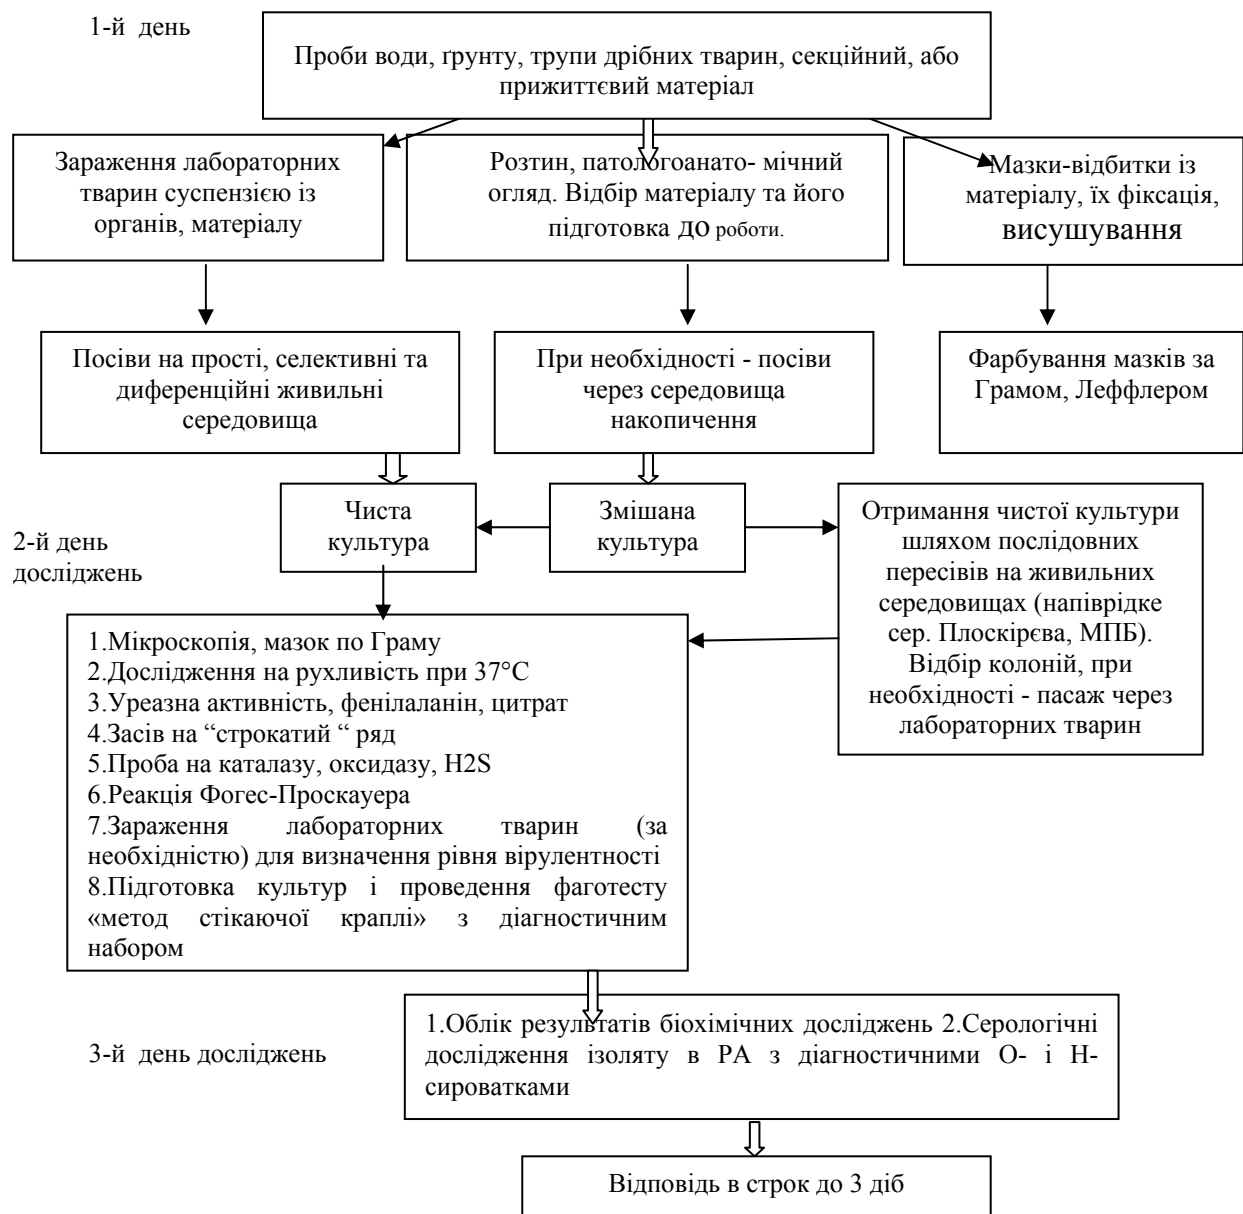 1-й день
Проби води, ґрунту, трупи дрібних тварин, секційний, або
прижиттєвий матеріал
Зараження лабораторних
тварин суспензією із
органів, матеріалу
Розтин, патологоанато- мічний
огляд. Відбір матеріалу та його
підготовка до роботи.
Мазки-відбитки із
матеріалу, їх фіксація,
висушування
Посіви на прості, селективні та
диференційні живильні
середовища
При необхідності - посіви
через середовища
накопичення
Фарбування мазків за
Грамом, Леффлером
2-й день
досліджень
Чиста
культура
Змішана
культура
Отримання чистої культури
шляхом послідовних
пересівів на живильних
середовищах (напіврідке
сер. Плоскірєва, МПБ).
Відбір колоній, при
необхідності - пасаж через
лабораторних тварин
1.Мікроскопія, мазок по Граму
2.Дослідження на рухливість при 37°С
3.Уреазна активність, фенілаланін, цитрат
4.Засів на “строкатий “ ряд
5.Проба на каталазу, оксидазу, H2S
6.Реакція Фогес-Проскауера
7.Зараження лабораторних тварин (за
необхідністю) для визначення рівня вірулентності
8.Підготовка культур і проведення фаготесту
«метод стікаючої краплі» з діагностичним
набором
3-й день досліджень
1.Облік результатів біохімічних досліджень 2.Серологічні
дослідження ізоляту в РА з діагностичними О- і Н-
сироватками
Відповідь в строк до 3 діб